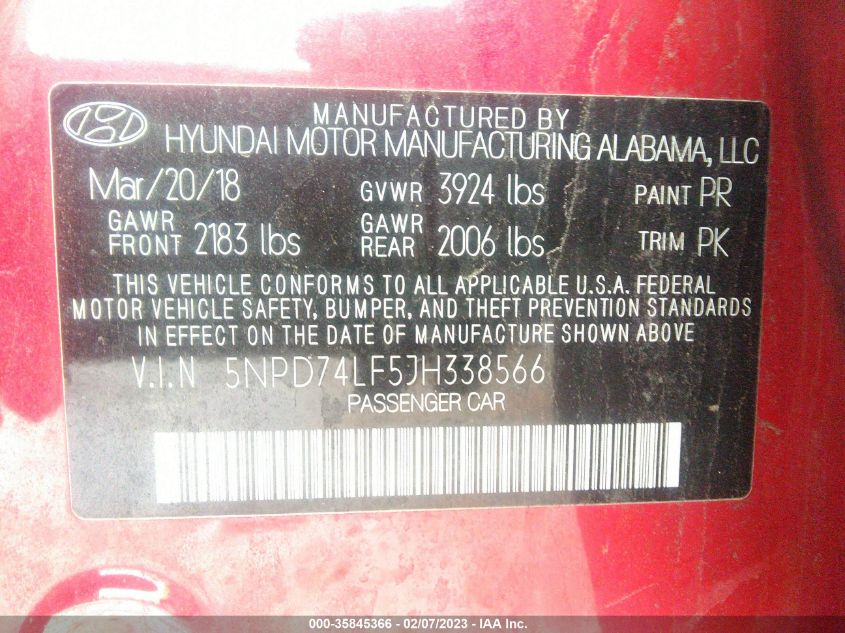 MANUFACTURED BY
HYUNDAI MOTOR MANUFACTURING ALABAMA, LLC
Mar/20/18 GVWR 3924 lbs PAINT PR
GAWR FRONT 2183 lbs GAWR REAR 2006 lbs TRIM PK
THIS VEHICLE CONFORMS TO ALL APPLICABLE U.S.A. FEDERAL
MOTOR VEHICLE SAFETY, BUMPER, AND THEFT PREVENTION STANDARDS
IN EFFECT ON THE DATE OF MANUFACTURE SHOWN ABOVE
V.I.N 5NPD74LF5JH338566
PASSENGER CAR
000-35845366 - 02/07/2023 - IAA Inc.